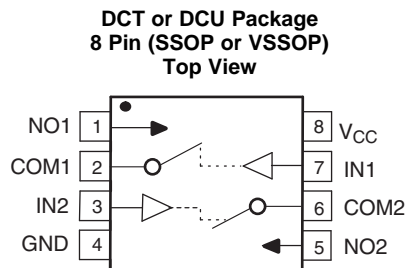 DCT or DCU Package
8 Pin (SSOP or VSSOP)
Top View
NO1 1 8 VCC
COM1 2 7 IN1
IN2 3 6 COM2
GND 4 5 NO2